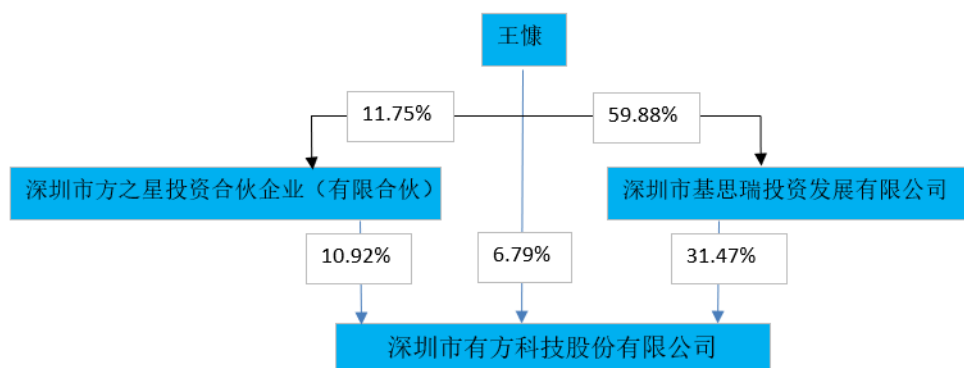 王慷
11.75%
59.88%
深圳市方之星投资合伙企业（有限合伙）
深圳市基思瑞投资发展有限公司
10.92%
6.79%
31.47%
深圳市有方科技股份有限公司